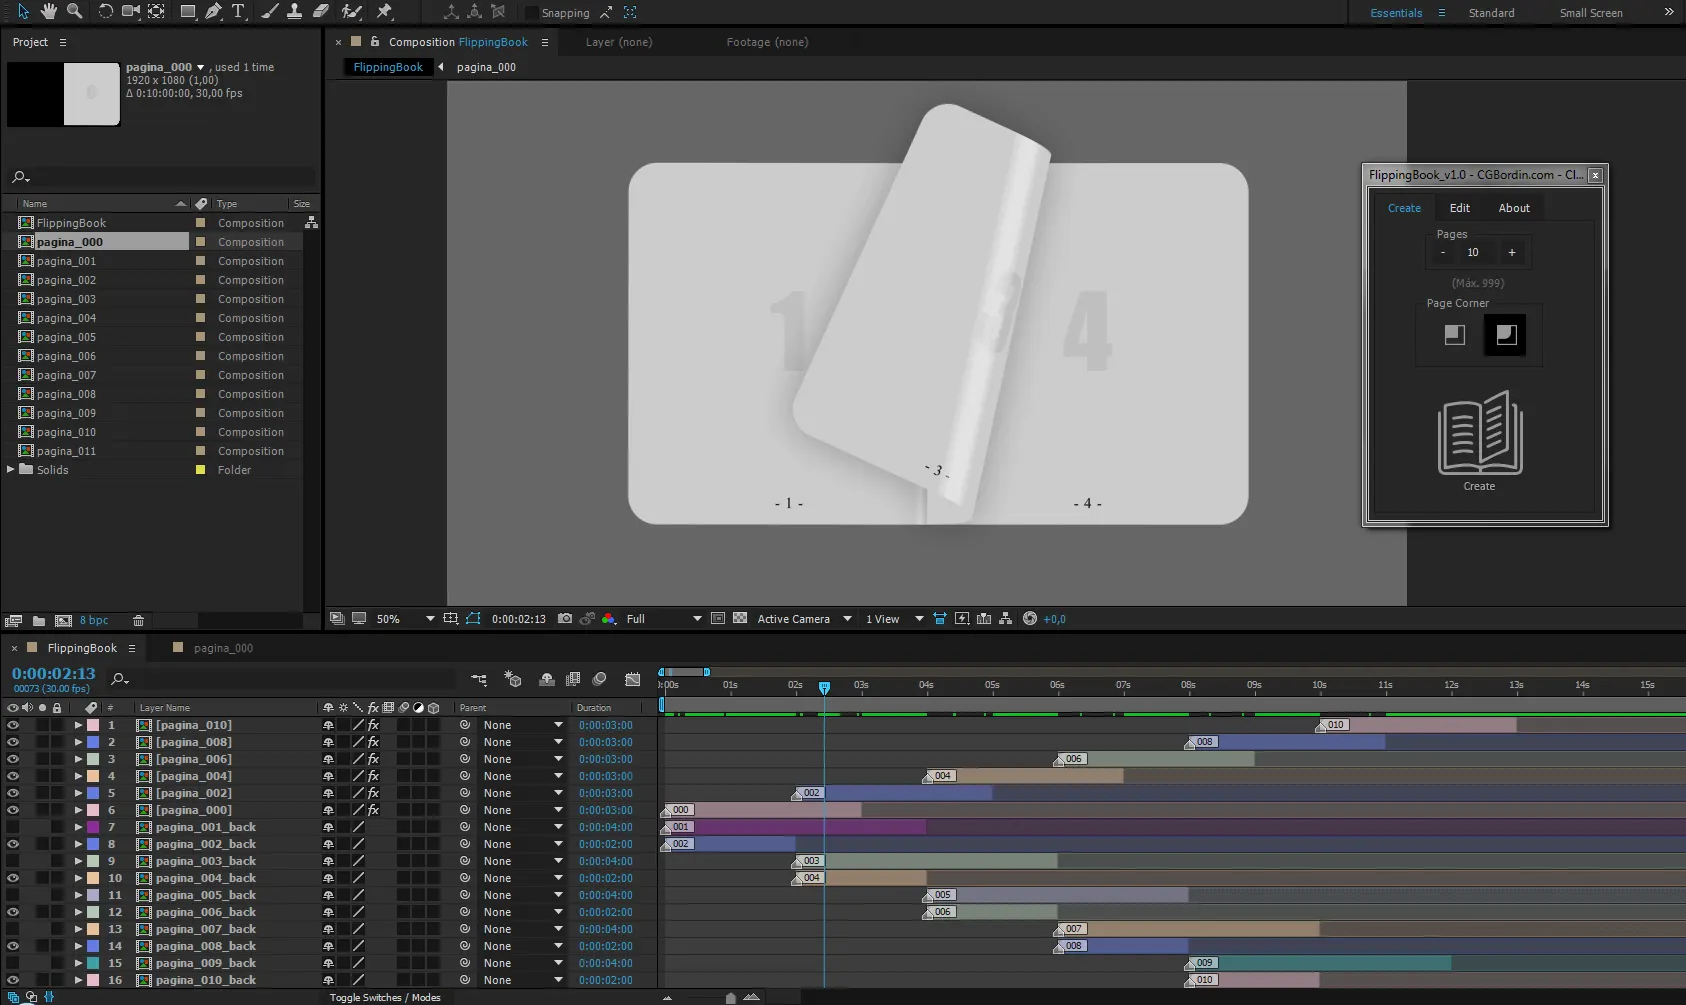 Snapping
Essentials
Standard
Small Screen
Project
Composition FlippingBook
Layer (none)
Footage (none)
FlippingBook
pagina_000
pagina_000 , used 1 time
1920 x 1080 (1,00)
Δ 0:10:00:00, 30,00 fps
Name
Type
Size
FlippingBook Composition
pagina_000 Composition
pagina_001 Composition
pagina_002 Composition
pagina_003 Composition
pagina_004 Composition
pagina_005 Composition
pagina_006 Composition
pagina_007 Composition
pagina_008 Composition
pagina_009 Composition
pagina_010 Composition
pagina_011 Composition
Solids Folder
8 bpc
1
4
- 3 -
- 1 -
- 4 -
FlippingBook_v1.0 - CGBordin.com - Cl...
Create
Edit
About
Pages
- 10 +
(Máx. 999)
Page Corner
Create
50%
0:00:02:13
Full
Active Camera
1 View
+0,0
FlippingBook
pagina_000
0:00:02:13
00073 (30.00 fps)
:00s 01s 02s 03s 04s 05s 06s 07s 08s 09s 10s 11s 12s 13s 14s 15s
# Layer Name Parent Duration
1 [pagina_010] fx None 0:00:03:00 010
2 [pagina_008] fx None 0:00:03:00 008
3 [pagina_006] fx None 0:00:03:00 006
4 [pagina_004] fx None 0:00:03:00 004
5 [pagina_002] fx None 0:00:03:00 002
6 [pagina_000] fx None 0:00:03:00 000
7 pagina_001_back None 0:00:04:00 001
8 pagina_002_back None 0:00:02:00 002
9 pagina_003_back None 0:00:04:00 003
10 pagina_004_back None 0:00:02:00 004
11 pagina_005_back None 0:00:04:00 005
12 pagina_006_back None 0:00:02:00 006
13 pagina_007_back None 0:00:04:00 007
14 pagina_008_back None 0:00:02:00 008
15 pagina_009_back None 0:00:04:00 009
16 pagina_010_back None 0:00:02:00 010
Toggle Switches / Modes